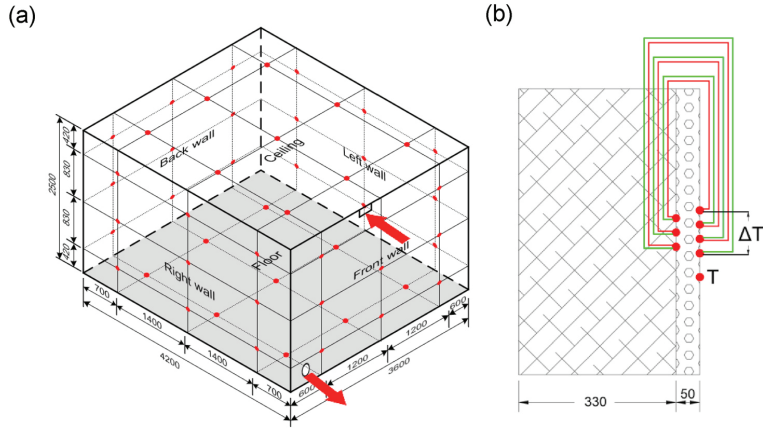 (a)
(b)
2500
420
830
830
420
Back wall
Ceiling
Left wall
Floor
Right wall
Front wall
700
1400
1400
700
4200
600
1200
1200
600
3600
ΔT
T
330
50